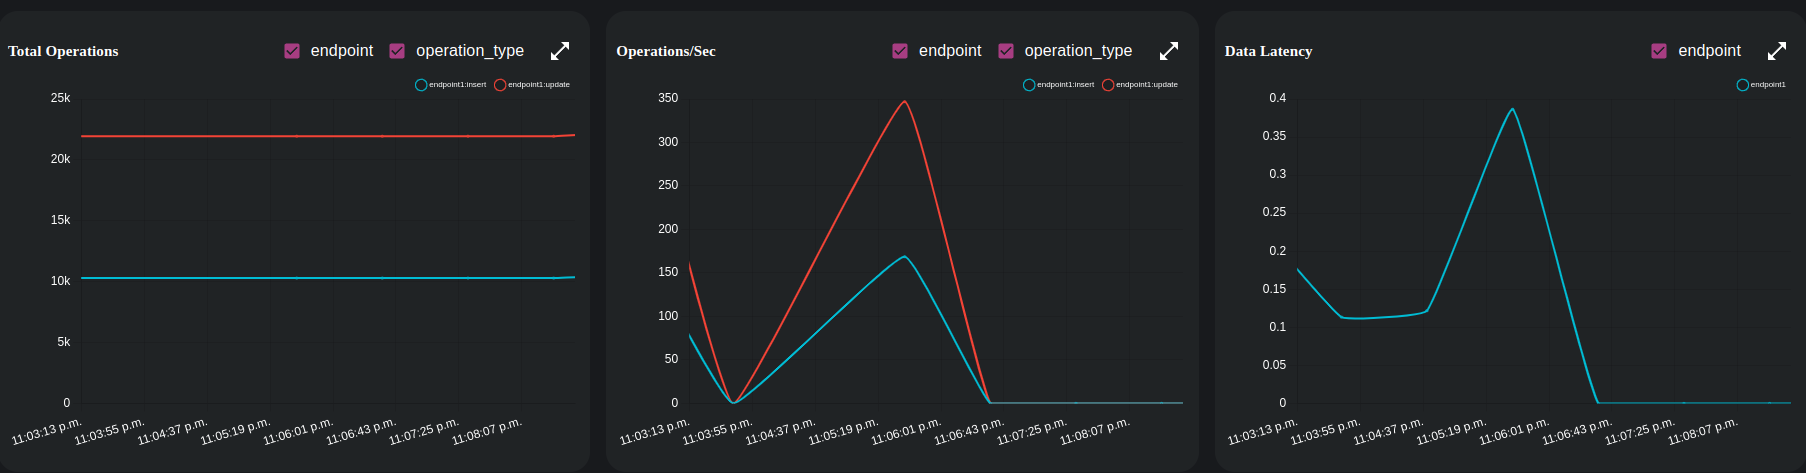 Total Operations
endpoint
operation_type
endpoint1:insert
endpoint1:update
25k
20k
15k
10k
5k
0
11:03:13 p.m.
11:03:55 p.m.
11:04:37 p.m.
11:05:19 p.m.
11:06:01 p.m.
11:06:43 p.m.
11:07:25 p.m.
11:08:07 p.m.
Operations/Sec
endpoint
operation_type
endpoint1:insert
endpoint1:update
350
300
250
200
150
100
50
0
11:03:13 p.m.
11:03:55 p.m.
11:04:37 p.m.
11:05:19 p.m.
11:06:01 p.m.
11:06:43 p.m.
11:07:25 p.m.
11:08:07 p.m.
Data Latency
endpoint
endpoint1
0.4
0.35
0.3
0.25
0.2
0.15
0.1
0.05
0
11:03:13 p.m.
11:03:55 p.m.
11:04:37 p.m.
11:05:19 p.m.
11:06:01 p.m.
11:06:43 p.m.
11:07:25 p.m.
11:08:07 p.m.